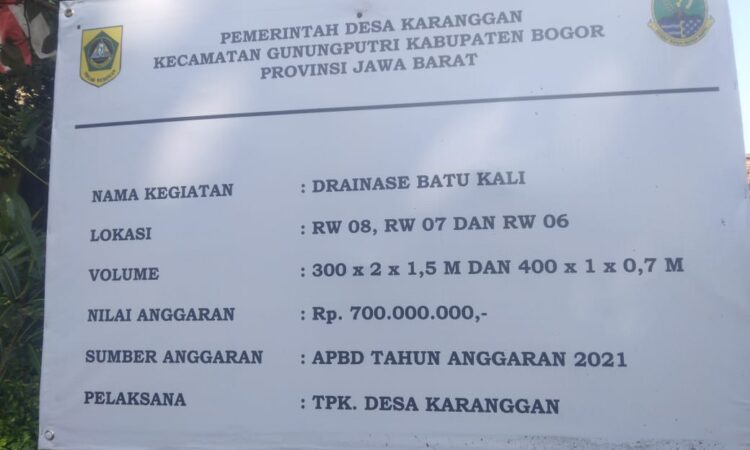 PEMERINTAH DESA KARANGGAN
KECAMATAN GUNUNGPUTRI KABUPATEN BOGOR
PROVINSI JAWA BARAT
NAMA KEGIATAN : DRAINASE BATU KALI
LOKASI : RW 08, RW 07 DAN RW 06
VOLUME : 300 x 2 x 1,5 M DAN 400 x 1 x 0,7 M
NILAI ANGGARAN : Rp. 700.000.000,-
SUMBER ANGGARAN : APBD TAHUN ANGGARAN 2021
PELAKSANA : TPK. DESA KARANGGAN